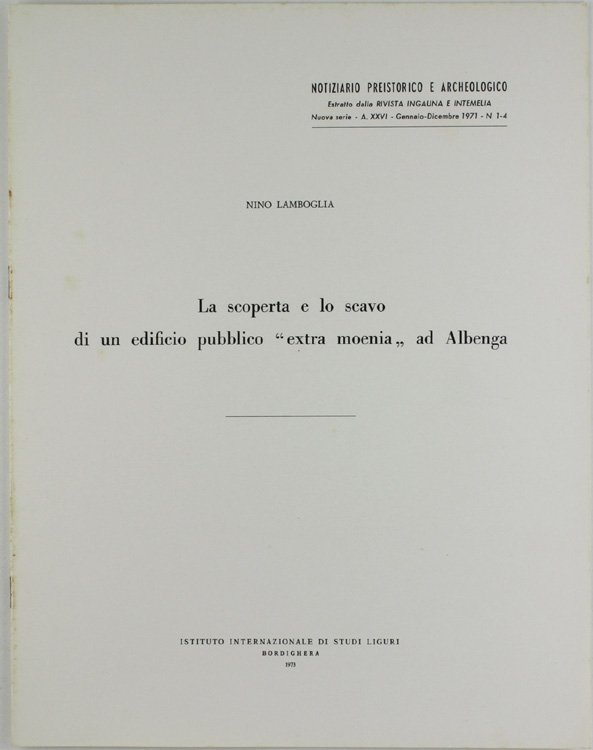 NOTIZIARIO PREISTORICO E ARCHEOLOGICO
Estratto dalla RIVISTA INGAUNA E INTEMELIA
Nuova serie - A. XXVI - Gennaio-Dicembre 1971 - N 1-4
NINO LAMBOGLIA
La scoperta e lo scavo
di un edificio pubblico “extra moenia„ ad Albenga
ISTITUTO INTERNAZIONALE DI STUDI LIGURI
BORDIGHERA
1973